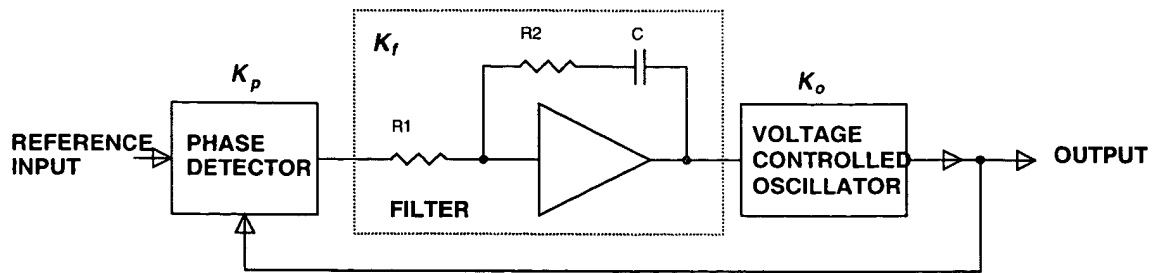 K_f
R2
C
K_p
K_o
R1
REFERENCE
INPUT
PHASE
DETECTOR
FILTER
VOLTAGE
CONTROLLED
OSCILLATOR
OUTPUT